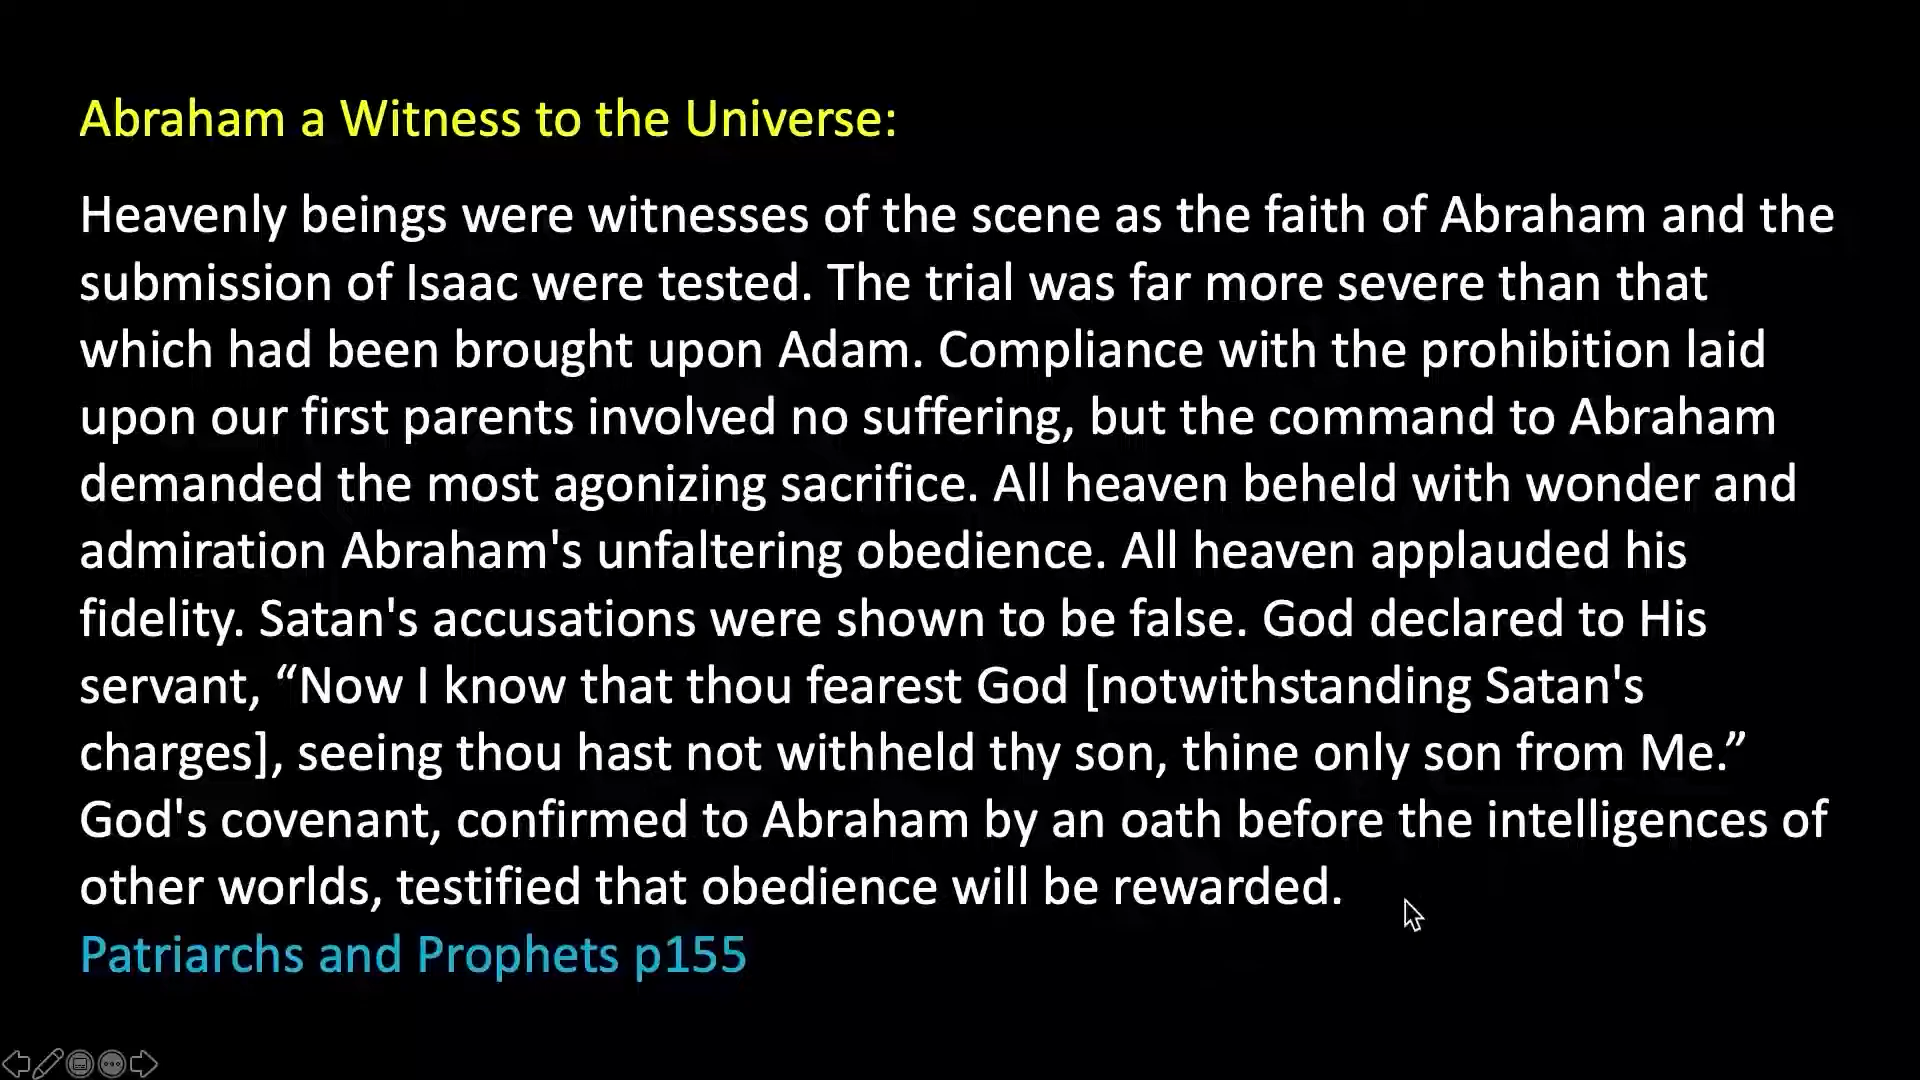 Abraham a Witness to the Universe:
Heavenly beings were witnesses of the scene as the faith of Abraham and the
submission of Isaac were tested. The trial was far more severe than that
which had been brought upon Adam. Compliance with the prohibition laid
upon our first parents involved no suffering, but the command to Abraham
demanded the most agonizing sacrifice. All heaven beheld with wonder and
admiration Abraham's unfaltering obedience. All heaven applauded his
fidelity. Satan's accusations were shown to be false. God declared to His
servant, “Now I know that thou fearest God [notwithstanding Satan's
charges], seeing thou hast not withheld thy son, thine only son from Me.”
God's covenant, confirmed to Abraham by an oath before the intelligences of
other worlds, testified that obedience will be rewarded.
Patriarchs and Prophets p155